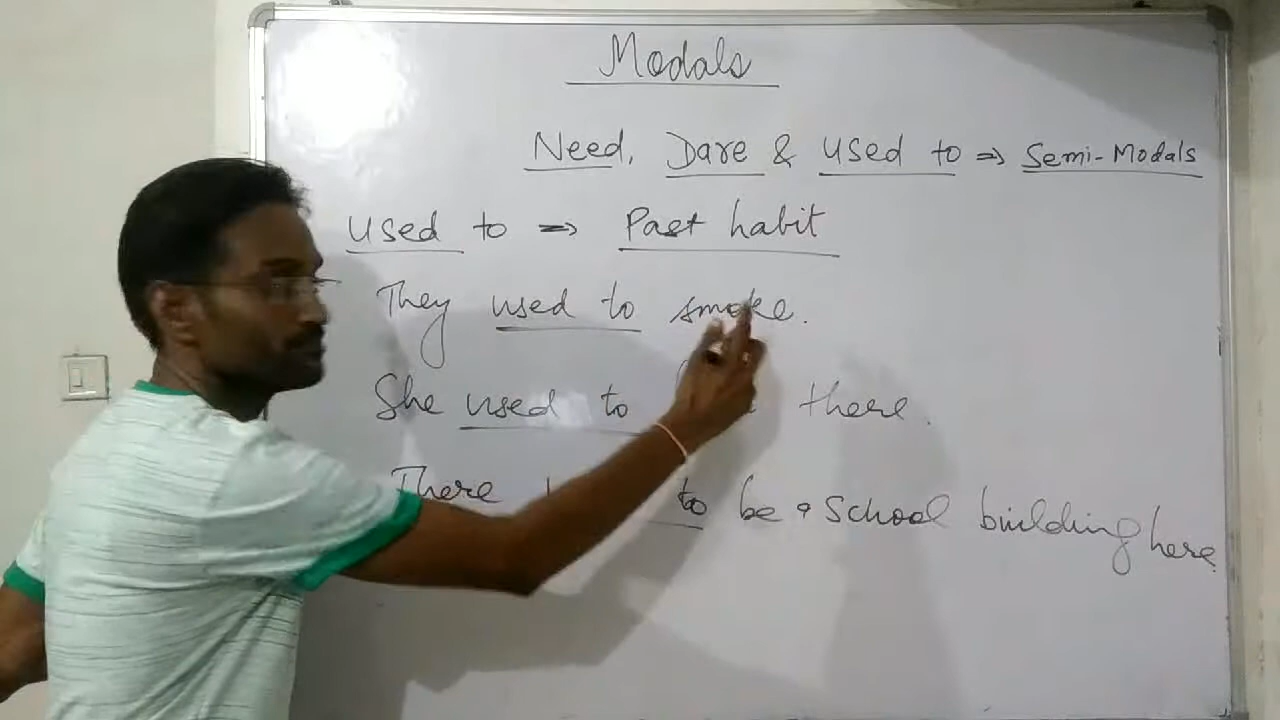 Modals
Need, Dare & Used to ⇒ Semi-Modals
Used to ⇒ Past habit
They used to smoke.
She used to there.
There to be a School building here.